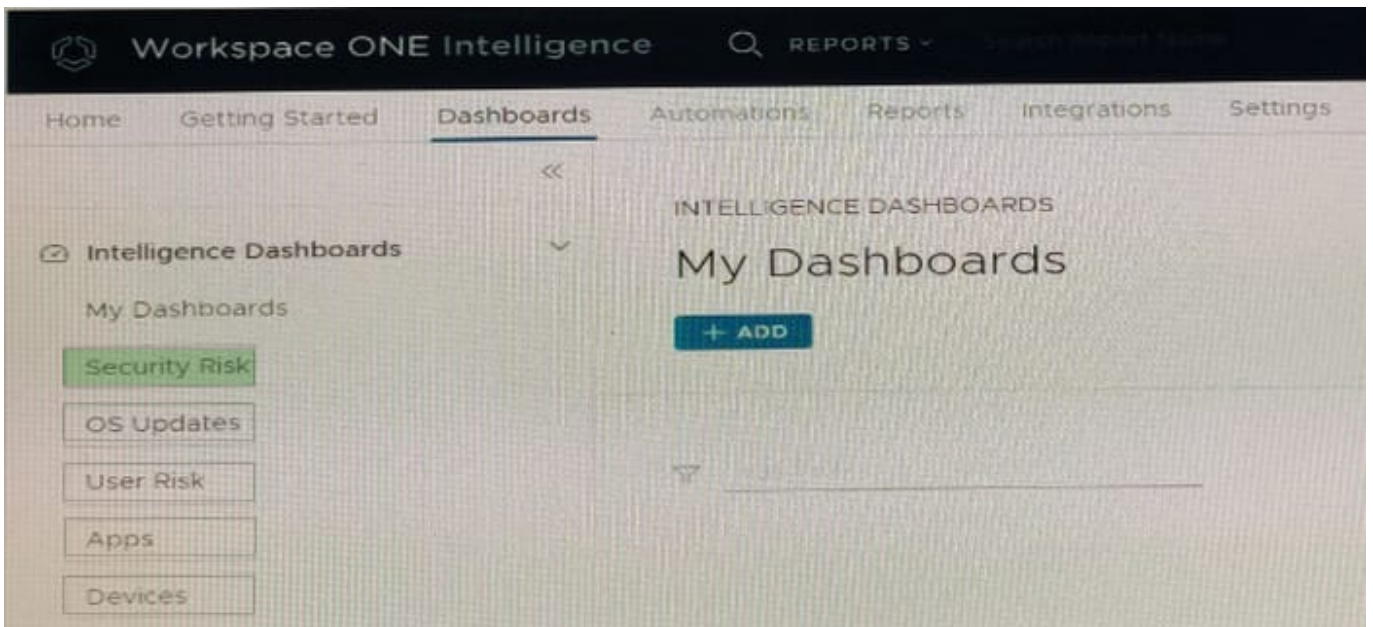 Workspace ONE Intelligence REPORTS
Home Getting Started Dashboards Automations Reports Integrations Settings
INTELLIGENCE DASHBOARDS
My Dashboards
+ ADD
Intelligence Dashboards
My Dashboards
Security Risk
OS Updates
User Risk
Apps
Devices